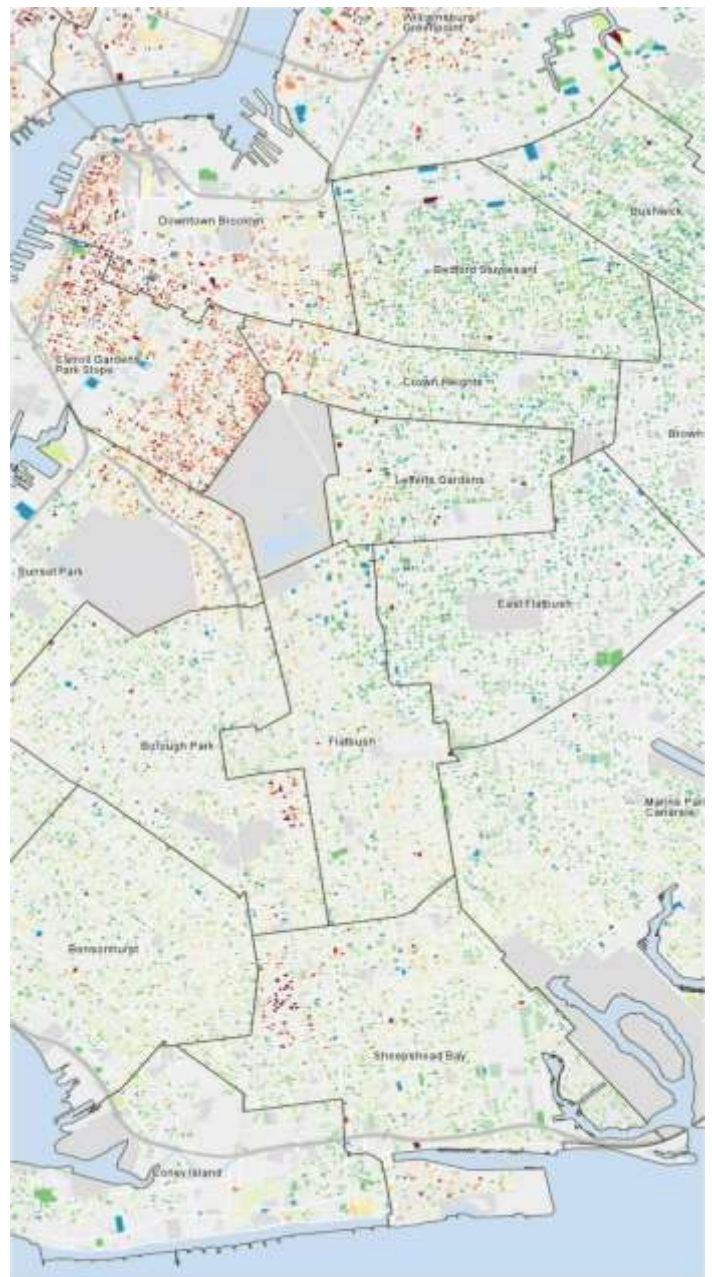 Williamsburg
Greenpoint
Downtown Brooklyn
Bushwick
Bedford Stuyvesant
Carroll Gardens
Park Slope
Crown Heights
Brown
Lefferts Gardens
Sunset Park
East Flatbush
Borough Park
Flatbush
Marine Par
Canarsie
Bensonhurst
Sheepshead Bay
Coney Island